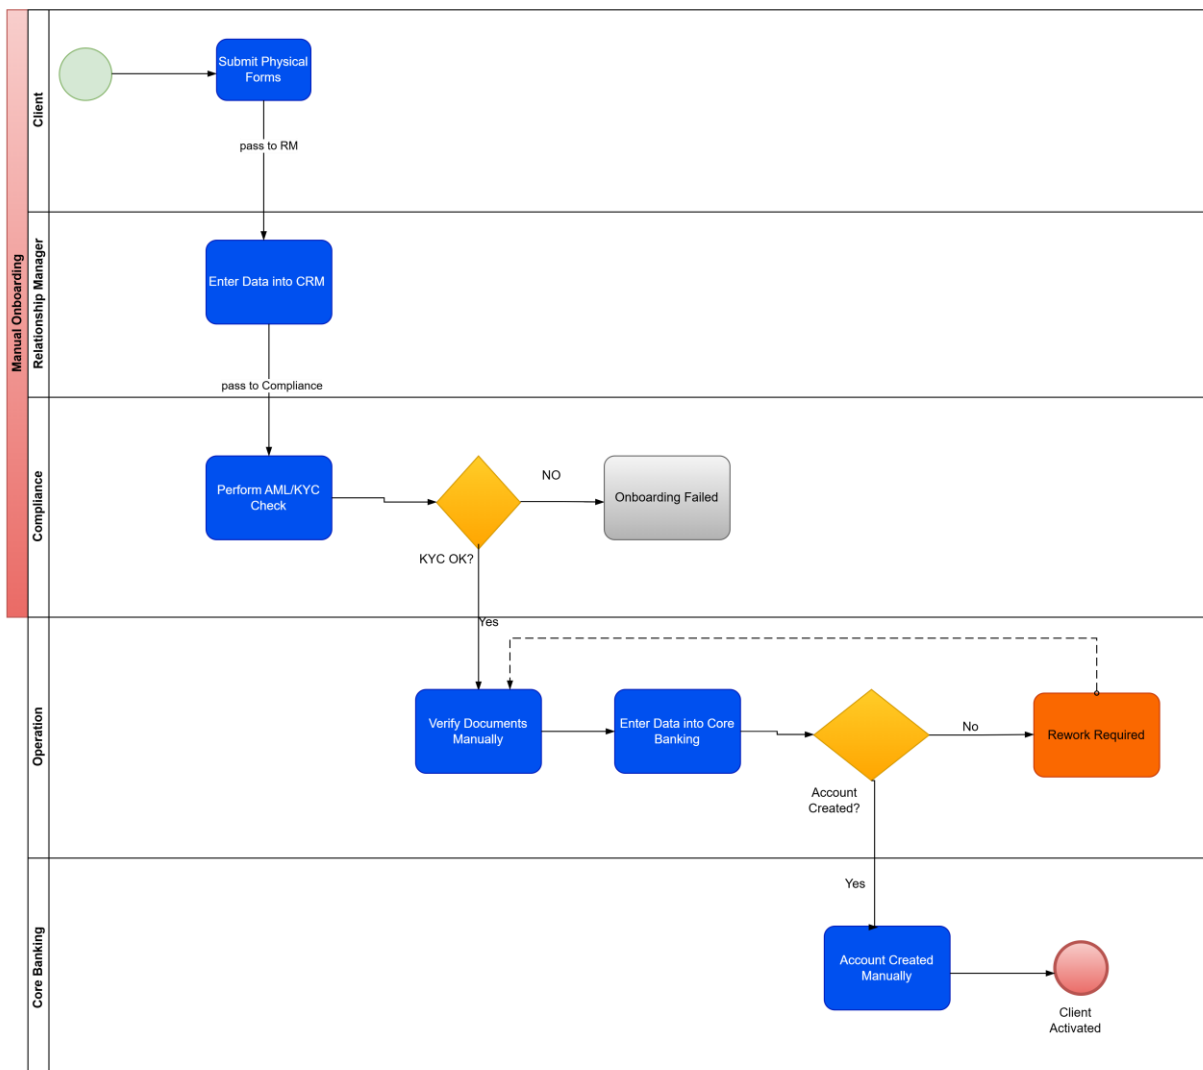 Manual Onboarding
Client
Submit Physical
Forms
pass to RM
Relationship Manager
Enter Data into CRM
pass to Compliance
Compliance
Perform AML/KYC
Check
NO
Onboarding Failed
KYC OK?
Yes
Operation
Verify Documents
Manually
Enter Data into Core
Banking
No
Rework Required
Account
Created?
Core Banking
Yes
Account Created
Manually
Client
Activated